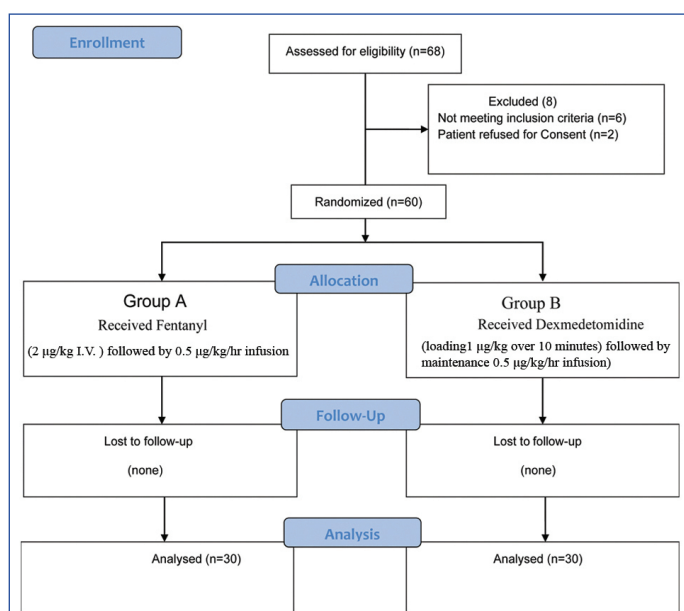 Enrollment
Assessed for eligibility (n=68)
Excluded (8)
Not meeting inclusion criteria (n=6)
Patient refused for Consent (n=2)
Randomized (n=60)
Allocation
Group A
Received Fentanyl
(2 μg/kg I.V. ) followed by 0.5 μg/kg/hr infusion
Group B
Received Dexmedetomidine
(loading1 μg/kg over 10 minutes) followed by
maintenance 0.5 μg/kg/hr infusion)
Follow-Up
Lost to follow-up
(none)
Lost to follow-up
(none)
Analysis
Analysed (n=30)
Analysed (n=30)